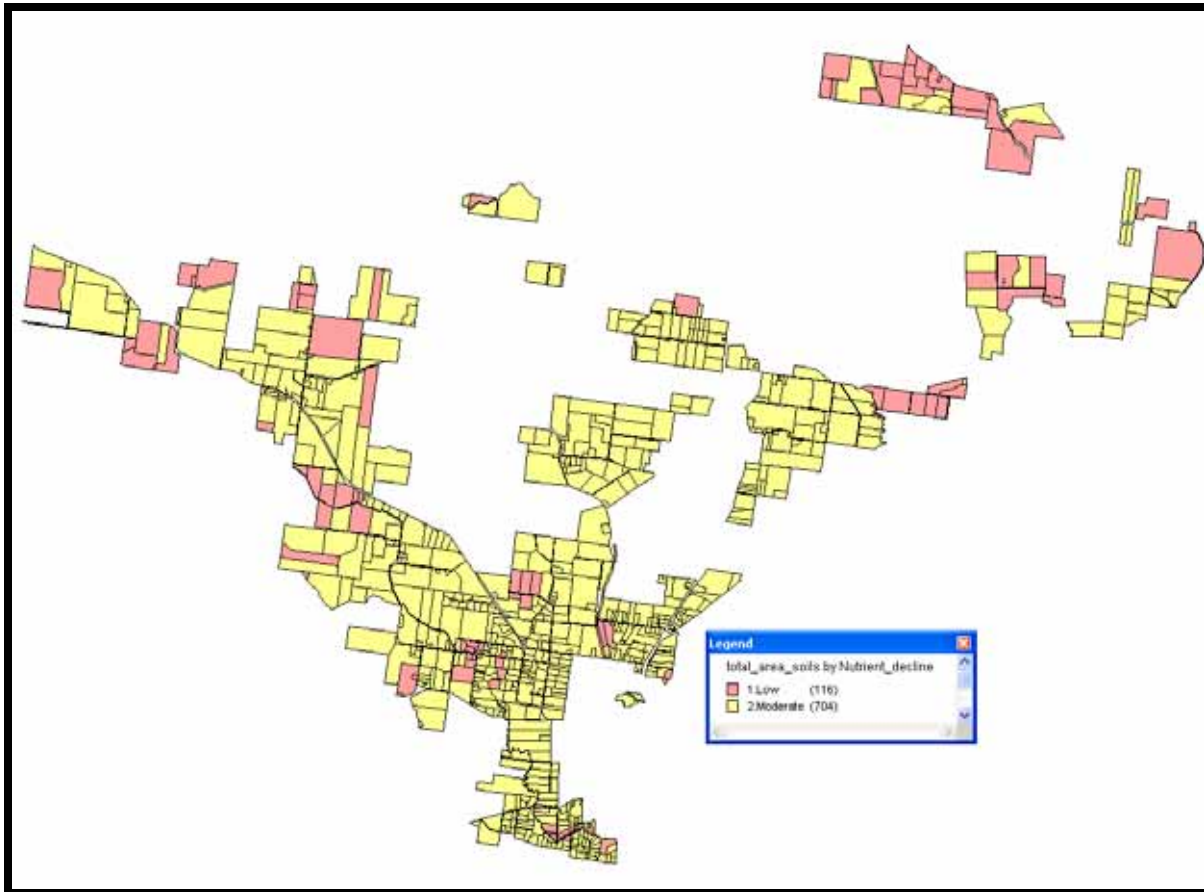 Legend
total_area_soils by Nutrient_decline
1.Low (116)
2.Moderate (704)